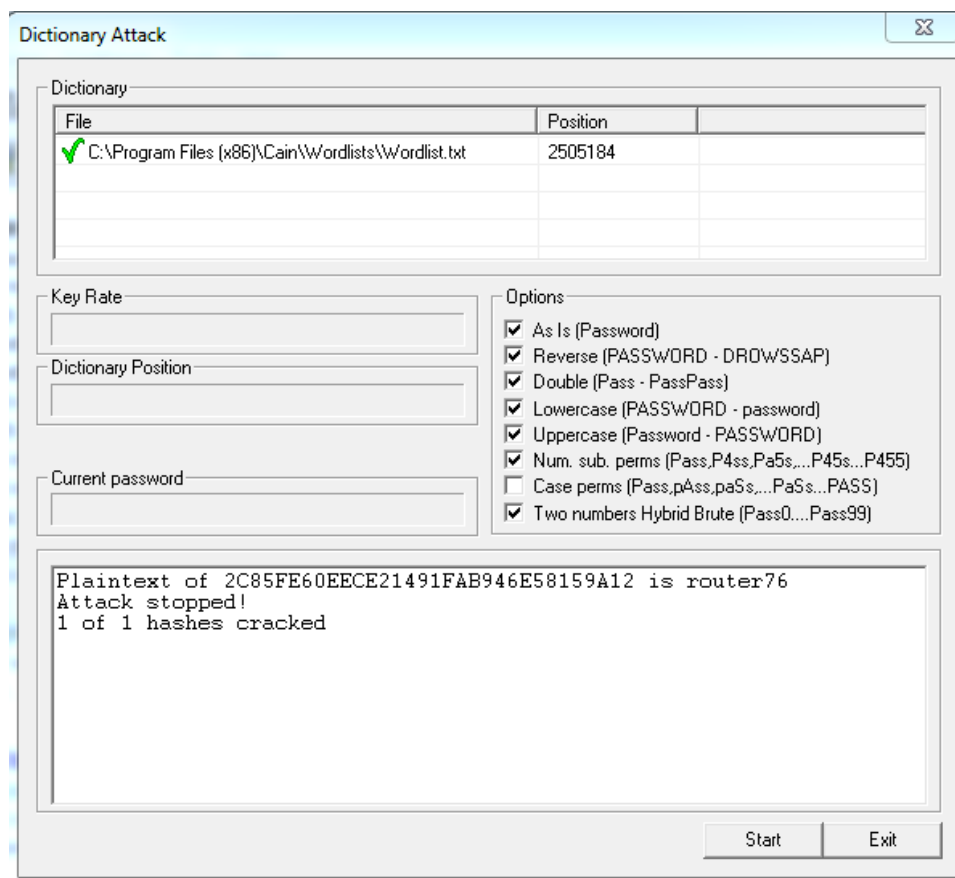 Dictionary Attack
Dictionary
File Position
C:\Program Files (x86)\Cain\Wordlists\Wordlist.txt 2505184
Key Rate
Dictionary Position
Current password
Options
As Is (Password)
Reverse (PASSWORD - DROWSSAP)
Double (Pass - PassPass)
Lowercase (PASSWORD - password)
Uppercase (Password - PASSWORD)
Num. sub. perms (Pass,P4ss,Pa5s,...P45s...P455)
Case perms (Pass,pAss,paSs,...PaSs...PASS)
Two numbers Hybrid Brute (Pass0....Pass99)
Plaintext of 2C85FE60EECE21491FAB946E58159A12 is router76
Attack stopped!
1 of 1 hashes cracked
Start Exit